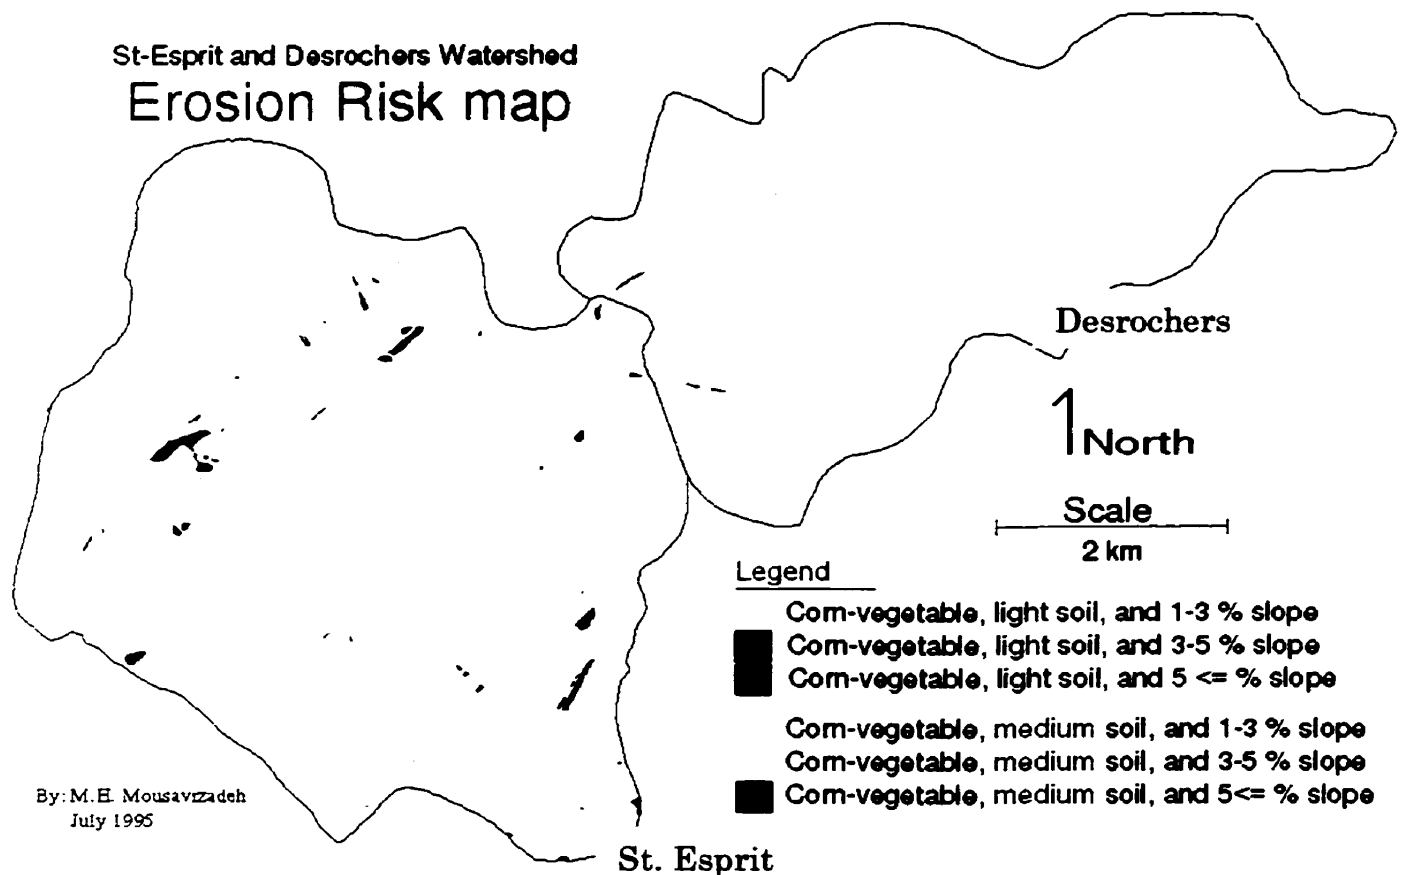 St-Esprit and Desrochers Watershed
Erosion Risk map
Desrochers
North
Scale
2 km
Legend
Corn-vegetable, light soil, and 1-3 % slope
Corn-vegetable, light soil, and 3-5 % slope
Corn-vegetable, light soil, and 5 <= % slope
Corn-vegetable, medium soil, and 1-3 % slope
Corn-vegetable, medium soil, and 3-5 % slope
Corn-vegetable, medium soil, and 5<= % slope
By: M.H. Mousavizadeh
July 1995
St. Esprit